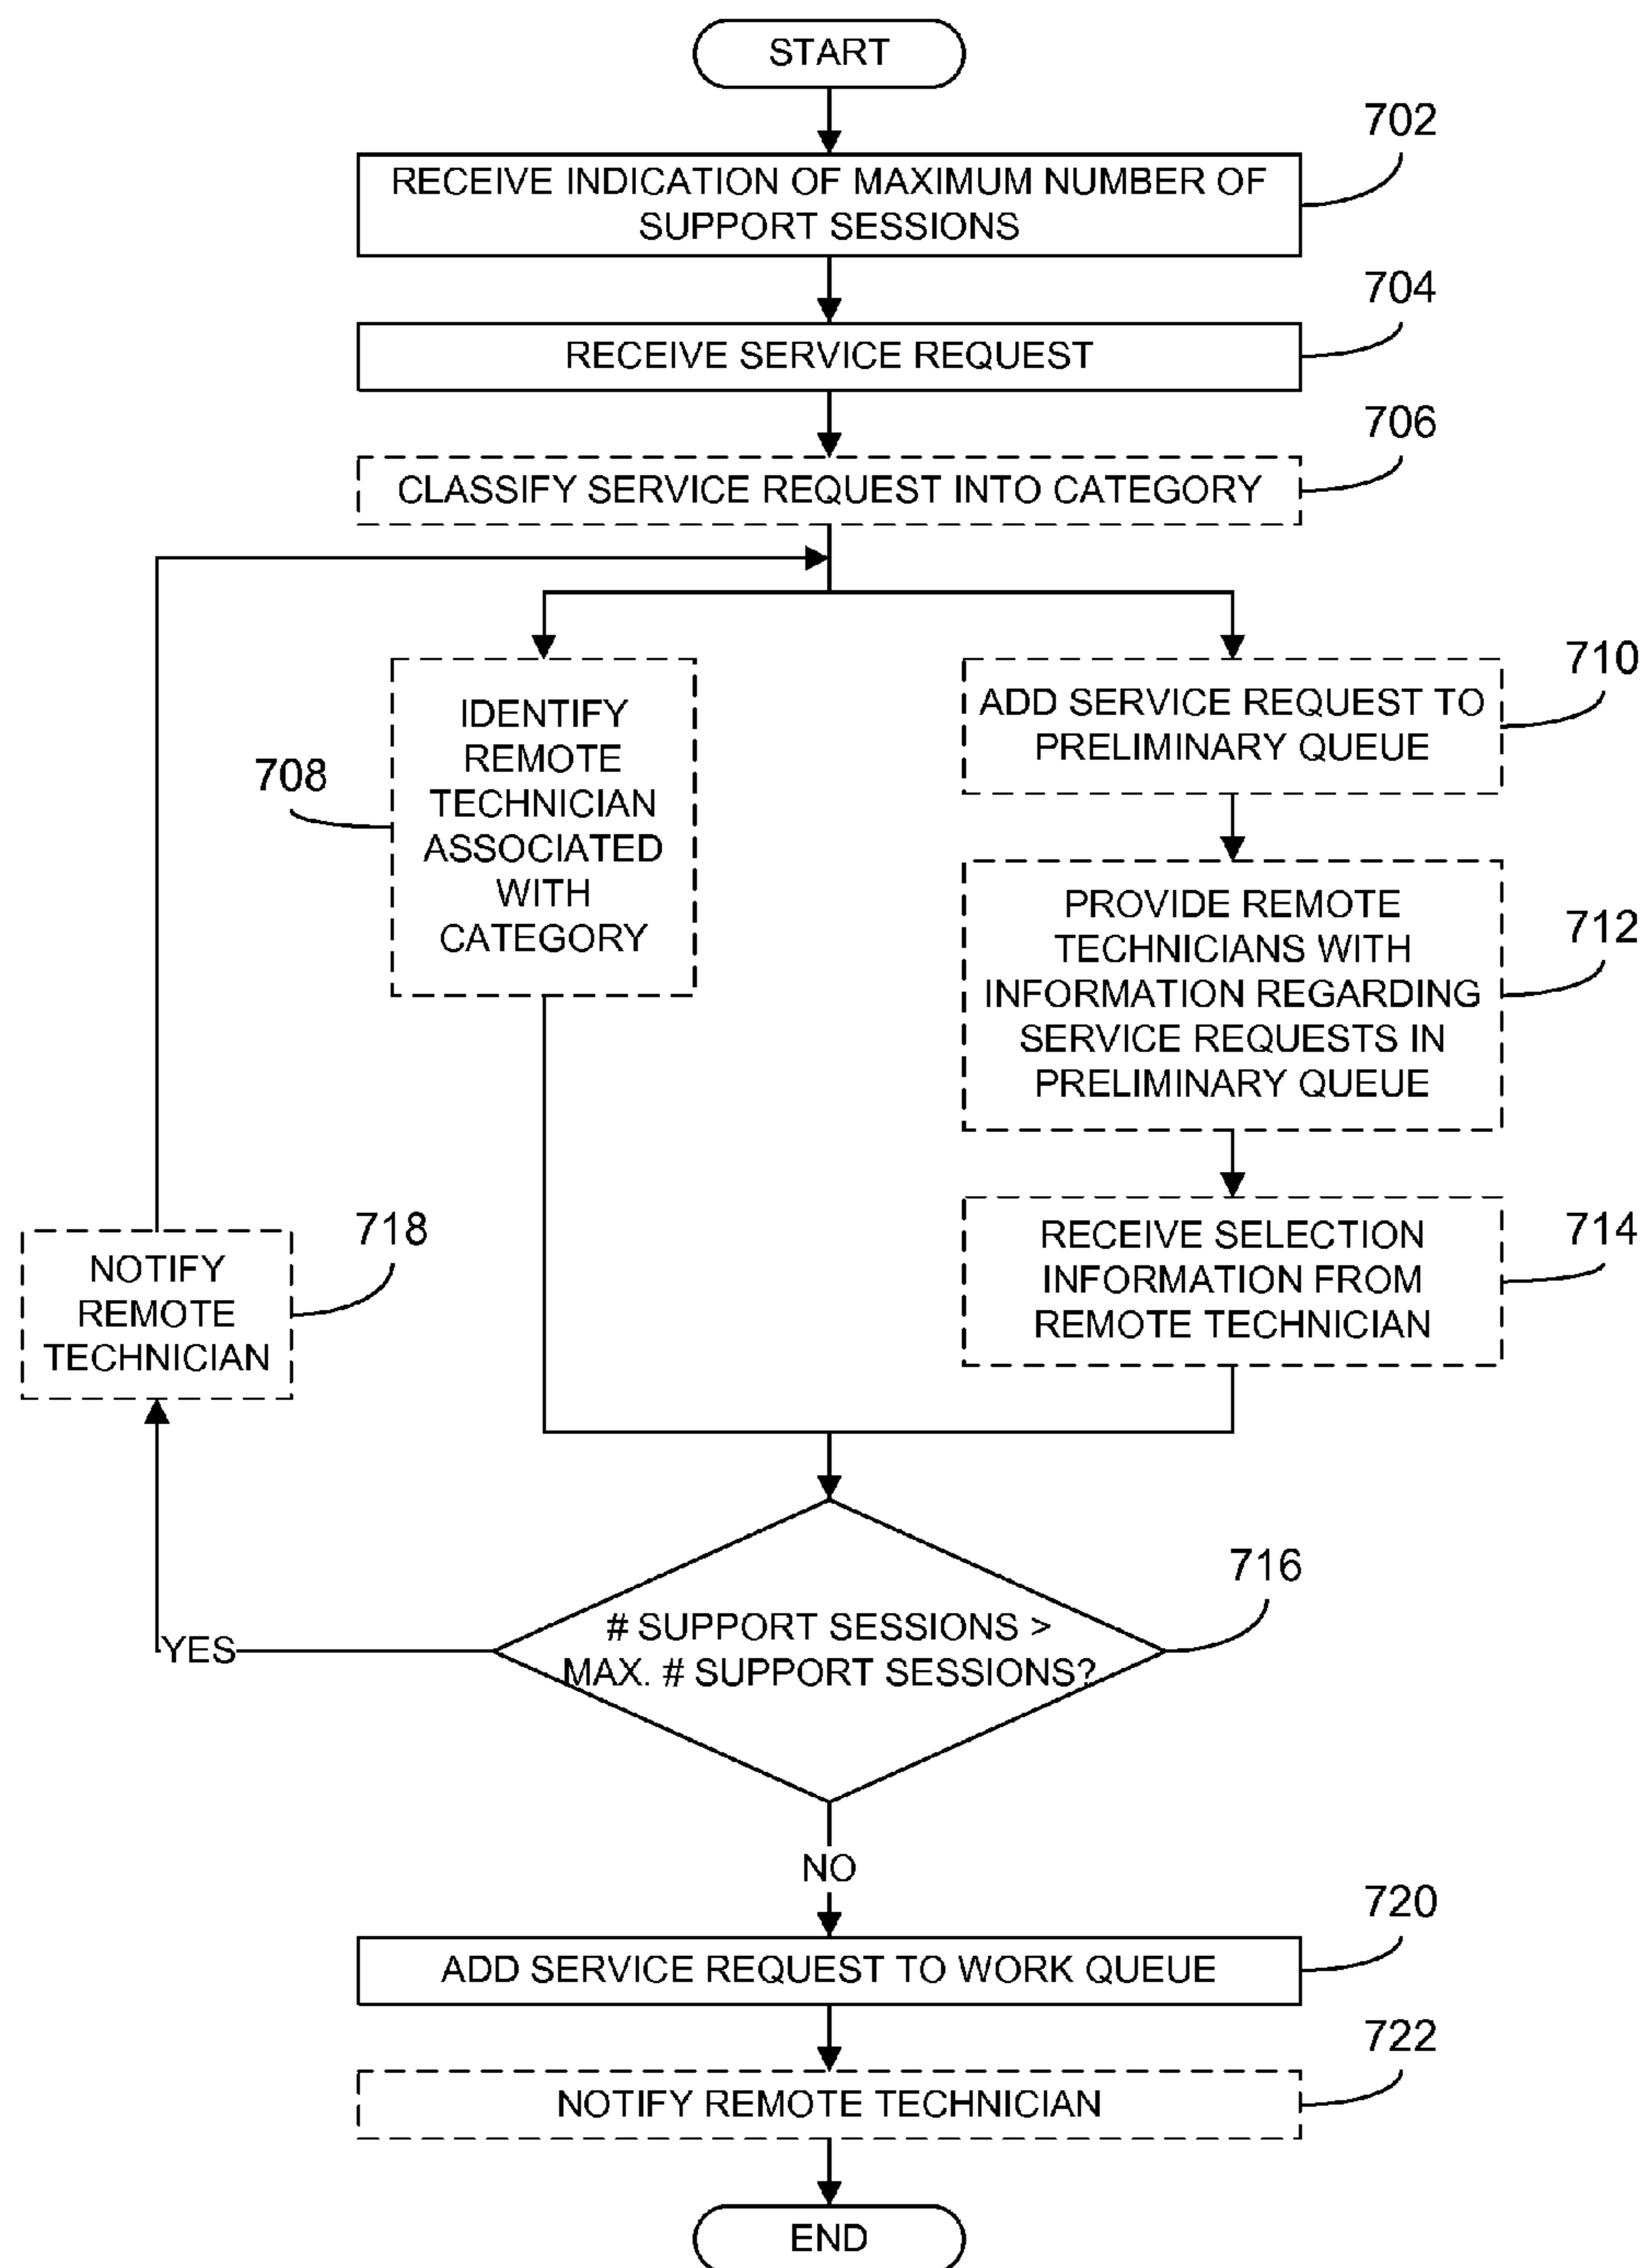 START
702
RECEIVE INDICATION OF MAXIMUM NUMBER OF
SUPPORT SESSIONS
704
RECEIVE SERVICE REQUEST
706
CLASSIFY SERVICE REQUEST INTO CATEGORY
708
IDENTIFY
REMOTE
TECHNICIAN
ASSOCIATED
WITH
CATEGORY
710
ADD SERVICE REQUEST TO
PRELIMINARY QUEUE
712
PROVIDE REMOTE
TECHNICIANS WITH
INFORMATION REGARDING
SERVICE REQUESTS IN
PRELIMINARY QUEUE
714
RECEIVE SELECTION
INFORMATION FROM
REMOTE TECHNICIAN
718
NOTIFY
REMOTE
TECHNICIAN
716
# SUPPORT SESSIONS >
MAX. # SUPPORT SESSIONS?
YES
NO
720
ADD SERVICE REQUEST TO WORK QUEUE
722
NOTIFY REMOTE TECHNICIAN
END